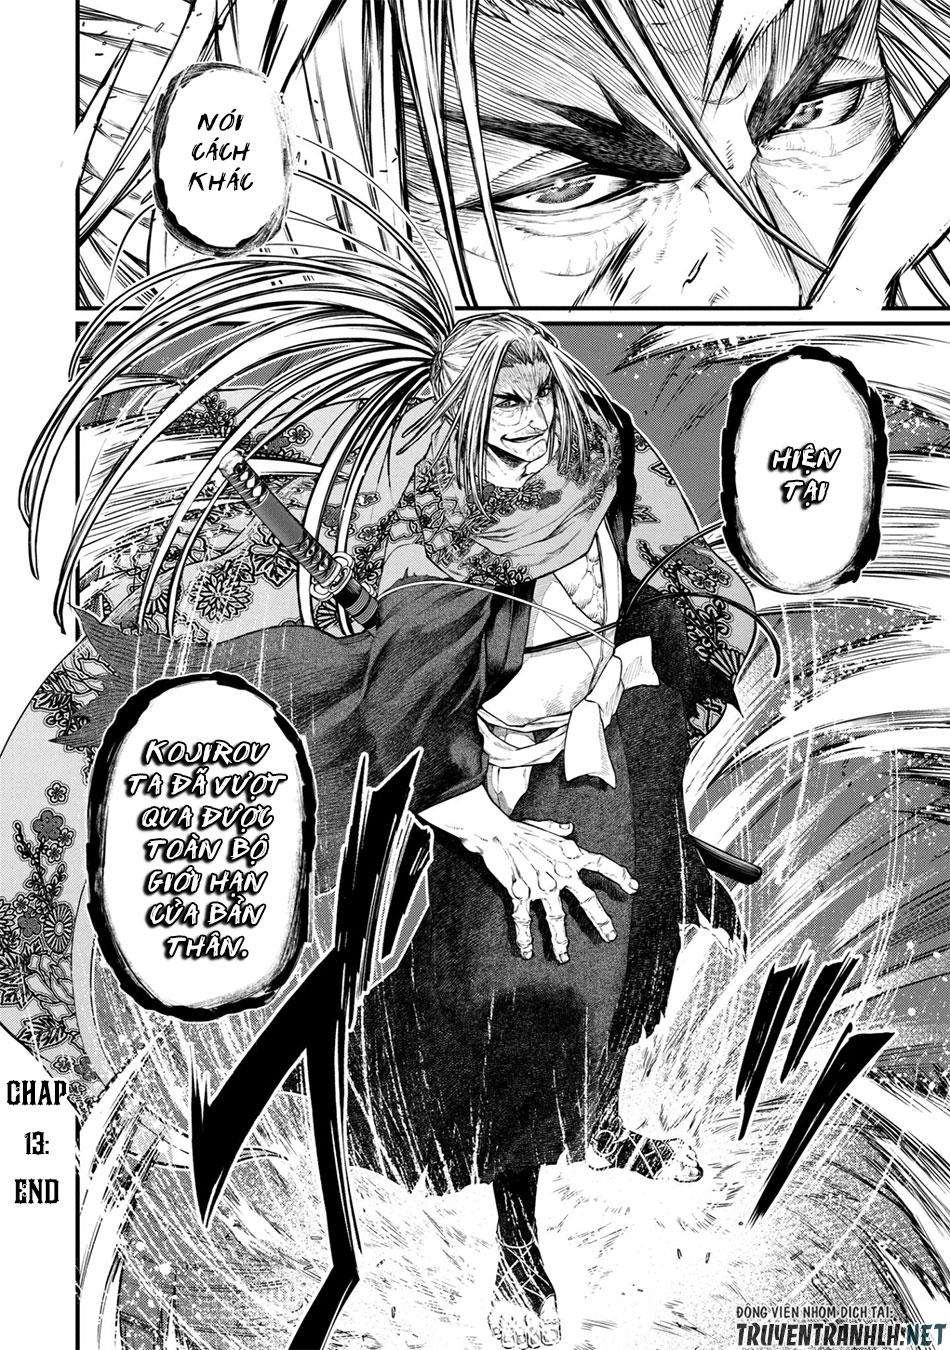 NÓI
CÁCH
KHÁC
HIỆN
TẠI
KOJIROU
TA ĐÃ VƯỢT
QUA ĐƯỢC
TOÀN BỘ
GIỚI HẠN
CỦA BẢN
THÂN.
CHAP
13:
END
ĐỘNG VIÊN NHÓM DỊCH TẠI:
TRUYENTRANHLH.NET